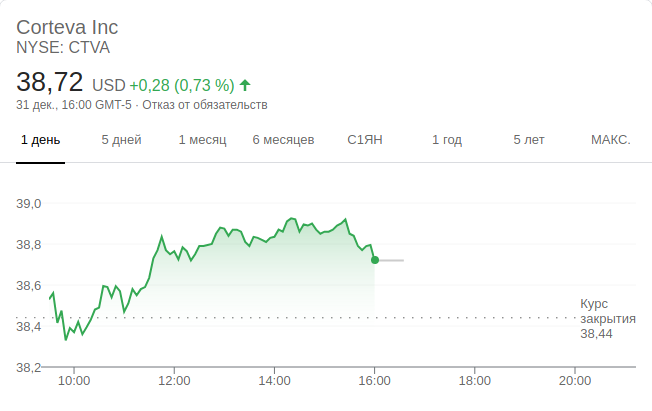 Corteva Inc
NYSE: CTVA
38,72 USD +0,28 (0,73 %)
31 дек., 16:00 GMT-5 · Отказ от обязательств
1 день 5 дней 1 месяц 6 месяцев С1ЯН 1 год 5 лет МАКС.
39,0
38,8
38,6
38,4
38,2
Курс
закрытия
38,44
10:00 12:00 14:00 16:00 18:00 20:00